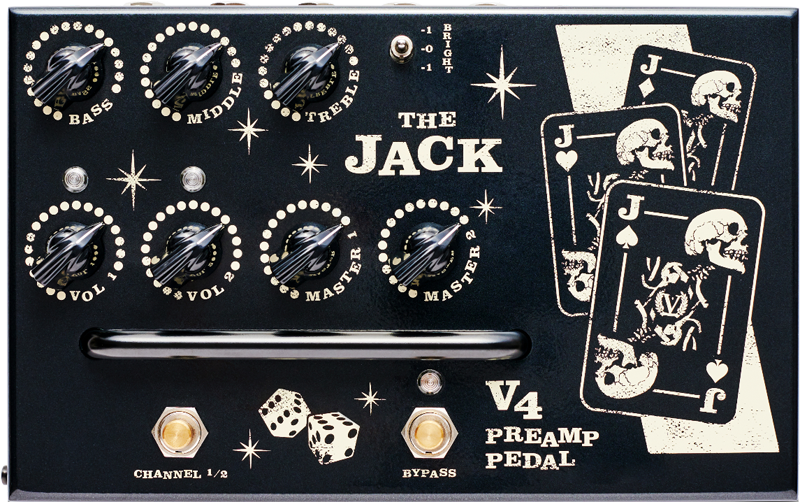 BASS
MIDDLE
TREBLE
-1
-0
-1
BRIGHT
THE
JACK
VOL 1
VOL 2
MASTER 1
MASTER 2
J
J
J
V
J
V4
PREAMP
PEDAL
CHANNEL 1/2
BYPASS